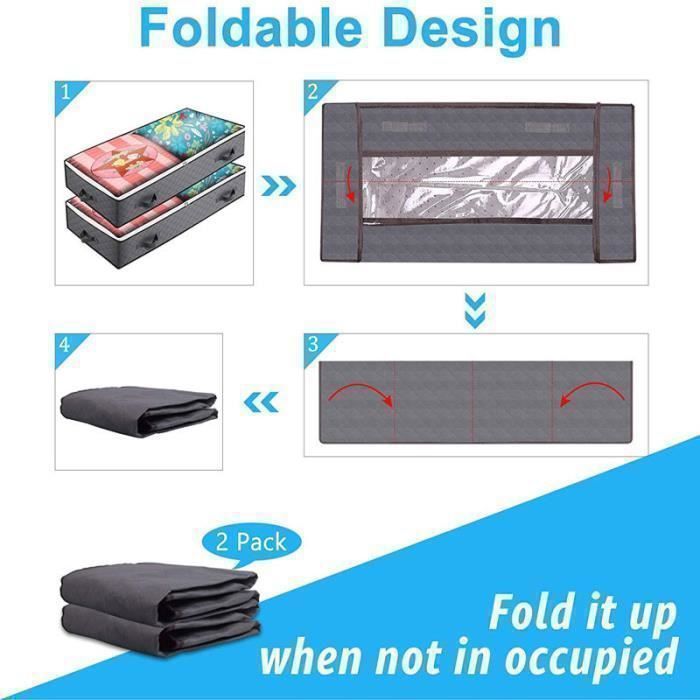 Foldable Design
1
2
3
4
2 Pack
Fold it up
when not in occupied